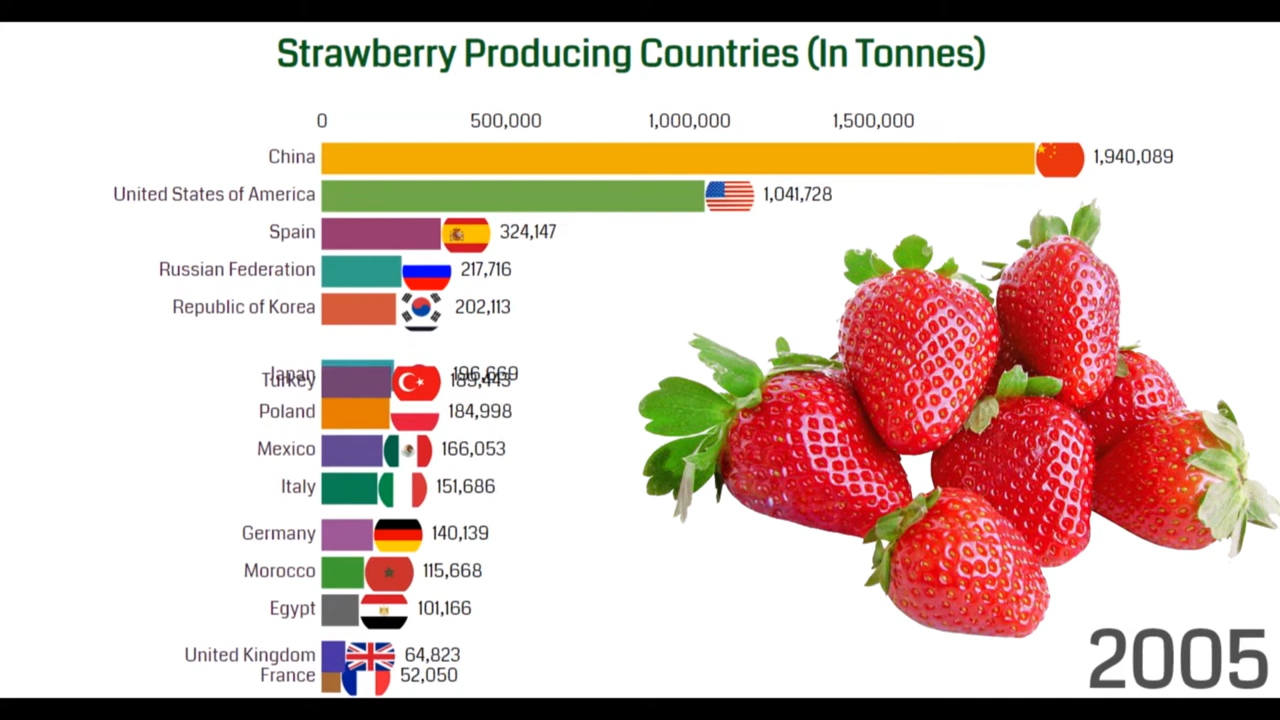 Strawberry Producing Countries (In Tonnes)
0 500,000 1,000,000 1,500,000
China 1,940,089
United States of America 1,041,728
Spain 324,147
Russian Federation 217,716
Republic of Korea 202,113
Japan
Turkey
Poland 184,998
Mexico 166,053
Italy 151,686
Germany 140,139
Morocco 115,668
Egypt 101,166
United Kingdom 64,823
France 52,050
2005